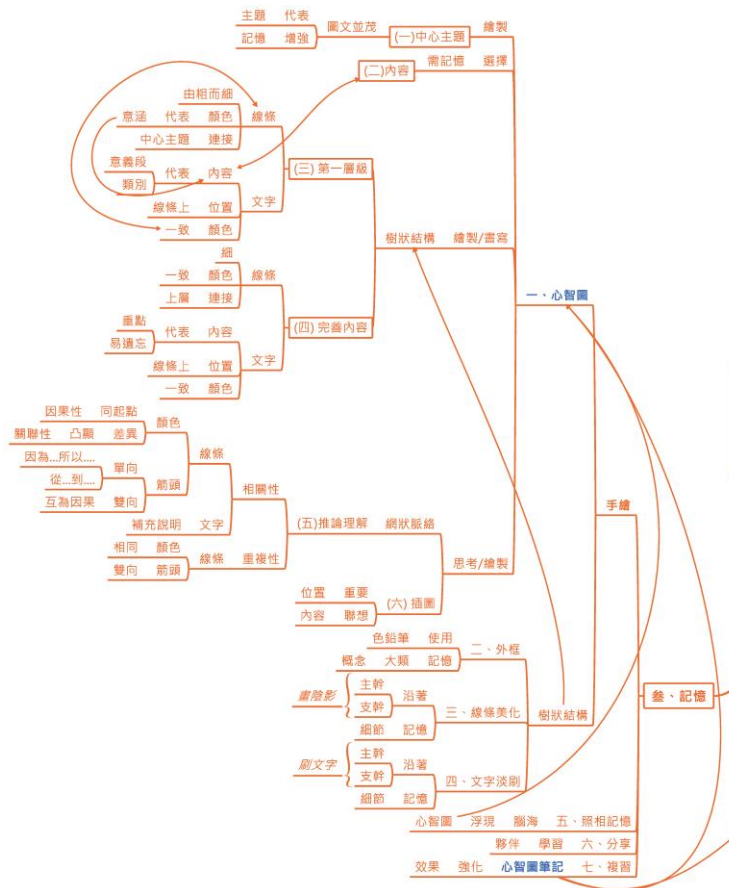 叁、記憶
手繪
一、心智圖
繪製 (一)中心主題 圖文並茂
代表 主題
增強 記憶
選擇 需記憶 (二)內容
繪製/書寫 樹狀結構
(三) 第一層級
線條
由粗而細
顏色 代表 意涵
連接 中心主題
文字
內容 代表
意義段
類別
位置 線條上
顏色 一致
(四) 完善內容
線條
細
顏色 一致
連接 上層
文字
內容 代表
重點
易遺忘
位置 線條上
顏色 一致
思考/繪製
網狀脈絡 (五)推論理解
相關性
線條
顏色
同起點 因果性
差異 凸顯 關聯性
箭頭
單向
因為...所以....
從...到....
雙向 互為因果
文字 補充說明
重複性 線條
顏色 相同
箭頭 雙向
(六) 插圖
重要 位置
聯想 內容
樹狀結構
二、外框
使用 色鉛筆
記憶 大類 概念
三、線條美化
沿著
主幹
支幹
記憶 細節
畫陰影
四、文字淡刷
沿著
主幹
支幹
記憶 細節
刷文字
五、照相記憶 腦海 浮現 心智圖
六、分享 學習 夥伴
七、複習 心智圖筆記 強化 效果